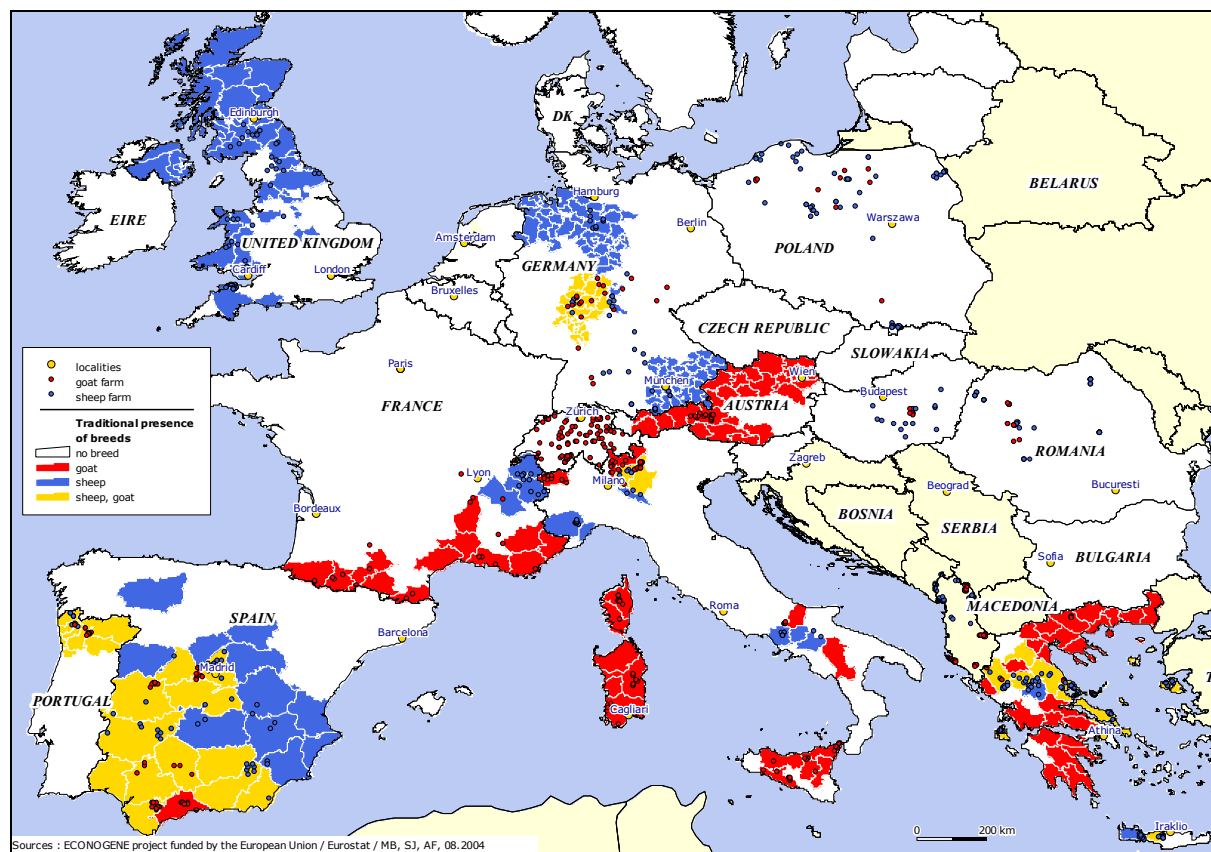 Edinburgh
DK
Hamburg
BELARUS
EIRE
UNITED KINGDOM
Amsterdam
Berlin
Warszawa
POLAND
Cardiff
London
GERMANY
Bruxelles
CZECH REPUBLIC
SLOWAKIA
Paris
München
Wien
Budapest
FRANCE
Zürich
AUSTRIA
ROMANIA
Lyon
Milano
Zagreb
Beograd
Bucuresti
Bordeaux
BOSNIA
SERBIA
Sofia
BULGARIA
localities
goat farm
sheep farm
Traditional presence
of breeds
no breed
goat
sheep
sheep, goat
SPAIN
Barcelona
Roma
MACEDONIA
Madrid
PORTUGAL
Cagliari
T
Athina
Iraklio
0
200 km
Sources : ECONOGENE project funded by the European Union / Eurostat / MB, SJ, AF, 08.2004